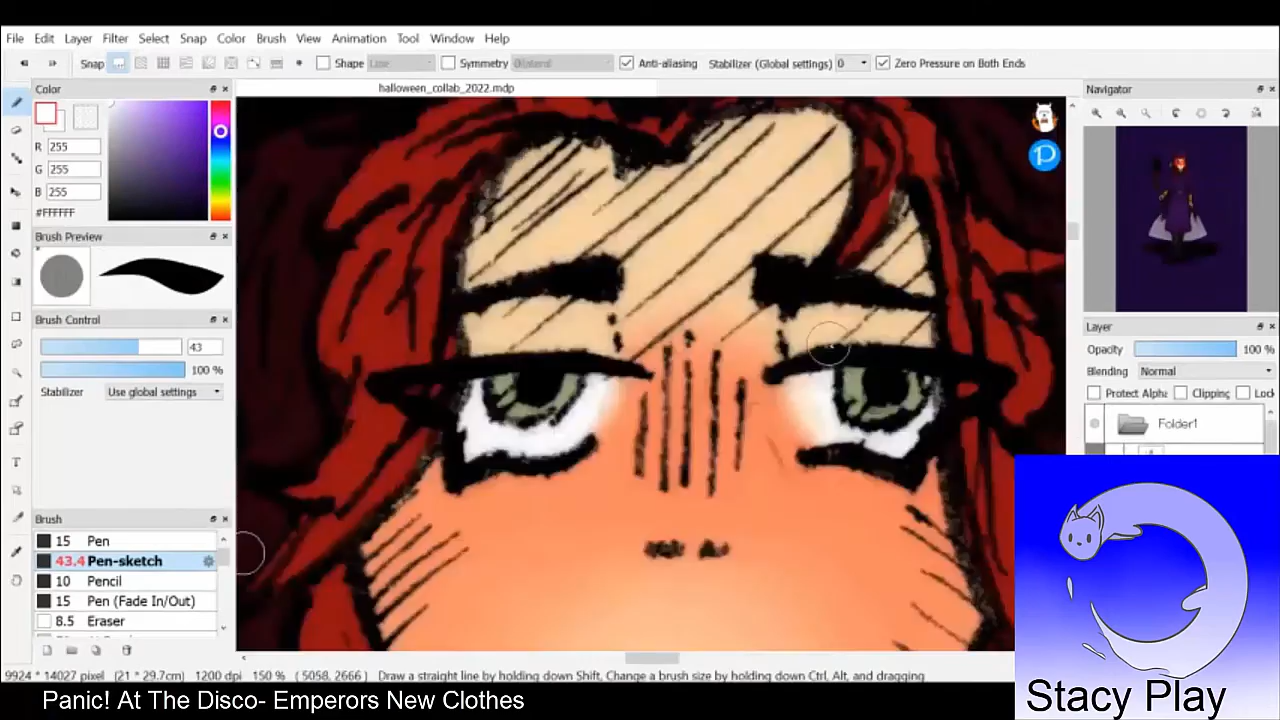 File Edit Layer Filter Select Snap Color Brush View Animation Tool Window Help
Snap Shape Symmetry Anti-aliasing Stabilizer (Global settings) 0 Zero Pressure on Both Ends
Color
halloween_collab_2022.mdp
Navigator
R 255
G 255
B 255
#FFFFFF
Brush Preview
Brush Control
43
100 %
Stabilizer Use global settings
Layer
Opacity 100 %
Blending Normal
Protect Alpha Clipping Lock
Folder1
Brush
15 Pen
43.4 Pen-sketch
10 Pencil
15 Pen (Fade In/Out)
8.5 Eraser
9924 * 14027 pixel (21 * 29.7cm) 1200 dpi 150 % ( 5058, 2666 ) Draw a straight line by holding down Shift, Change a brush size by holding down Ctrl, Alt, and dragging
Panic! At The Disco- Emperors New Clothes
Stacy Play